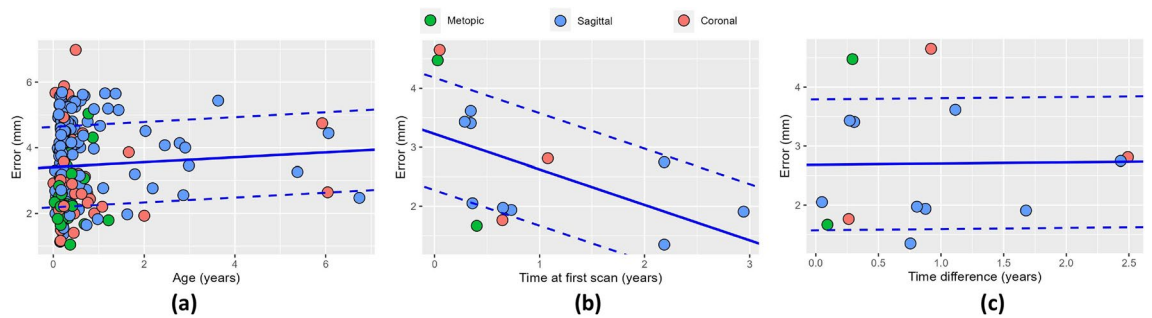 Metopic Sagittal Coronal
Error (mm)
6
4
2
0 2 4 6
Age (years)
(a)
Error (mm)
4
3
2
0 1 2 3
Time at first scan (years)
(b)
Error (mm)
4
3
2
0.0 0.5 1.0 1.5 2.0 2.5
Time difference (years)
(c)